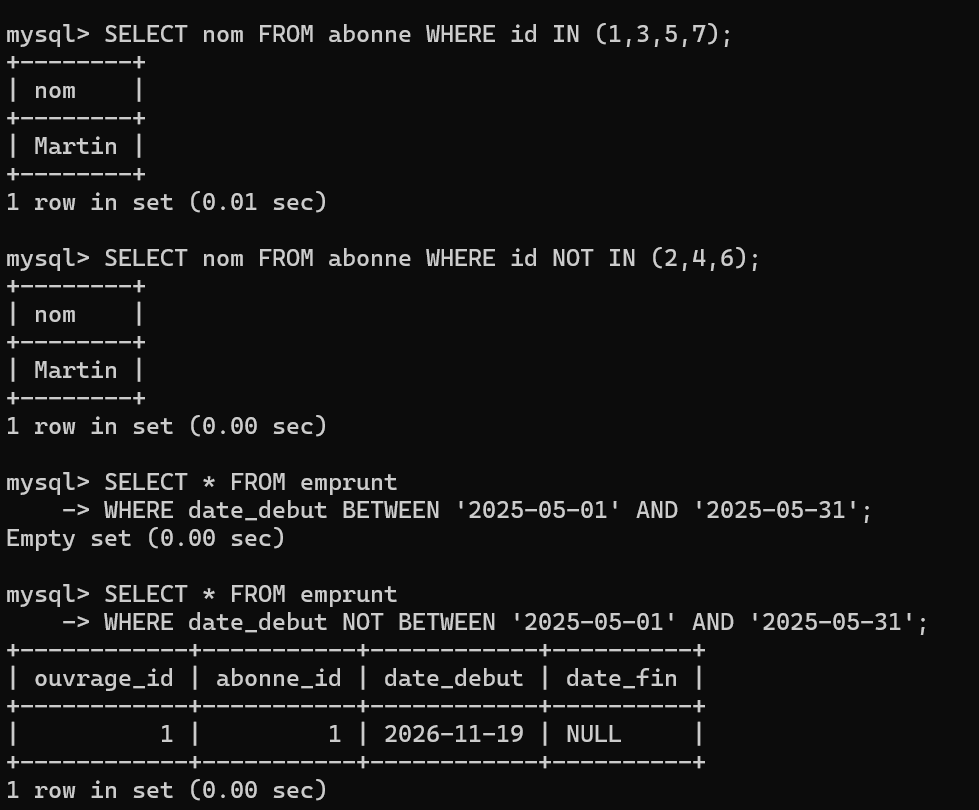 mysql> SELECT nom FROM abonne WHERE id IN (1,3,5,7);
+--------+
| nom    |
+--------+
| Martin |
+--------+
1 row in set (0.01 sec)

mysql> SELECT nom FROM abonne WHERE id NOT IN (2,4,6);
+--------+
| nom    |
+--------+
| Martin |
+--------+
1 row in set (0.00 sec)

mysql> SELECT * FROM emprunt
    -> WHERE date_debut BETWEEN '2025-05-01' AND '2025-05-31';
Empty set (0.00 sec)

mysql> SELECT * FROM emprunt
    -> WHERE date_debut NOT BETWEEN '2025-05-01' AND '2025-05-31';
+------------+-----------+------------+----------+
| ouvrage_id | abonne_id | date_debut | date_fin |
+------------+-----------+------------+----------+
|          1 |         1 | 2026-11-19 | NULL     |
+------------+-----------+------------+----------+
1 row in set (0.00 sec)